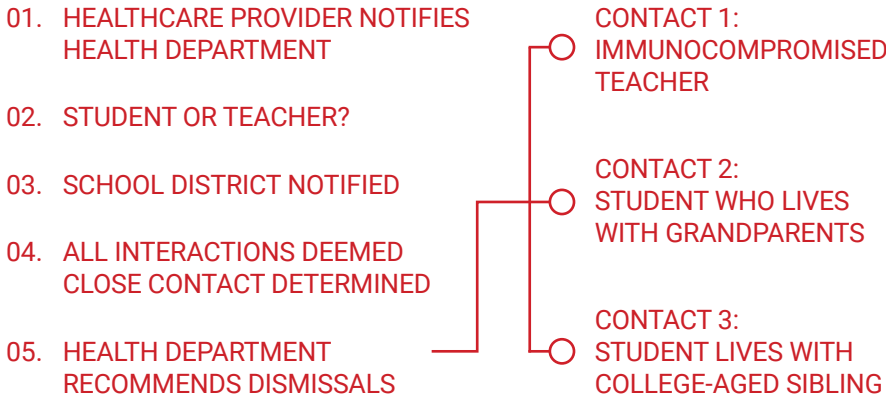 01. HEALTHCARE PROVIDER NOTIFIES
HEALTH DEPARTMENT
02. STUDENT OR TEACHER?
03. SCHOOL DISTRICT NOTIFIED
04. ALL INTERACTIONS DEEMED
CLOSE CONTACT DETERMINED
05. HEALTH DEPARTMENT
RECOMMENDS DISMISSALS
CONTACT 1:
IMMUNOCOMPROMISED
TEACHER
CONTACT 2:
STUDENT WHO LIVES
WITH GRANDPARENTS
CONTACT 3:
STUDENT LIVES WITH
COLLEGE-AGED SIBLING